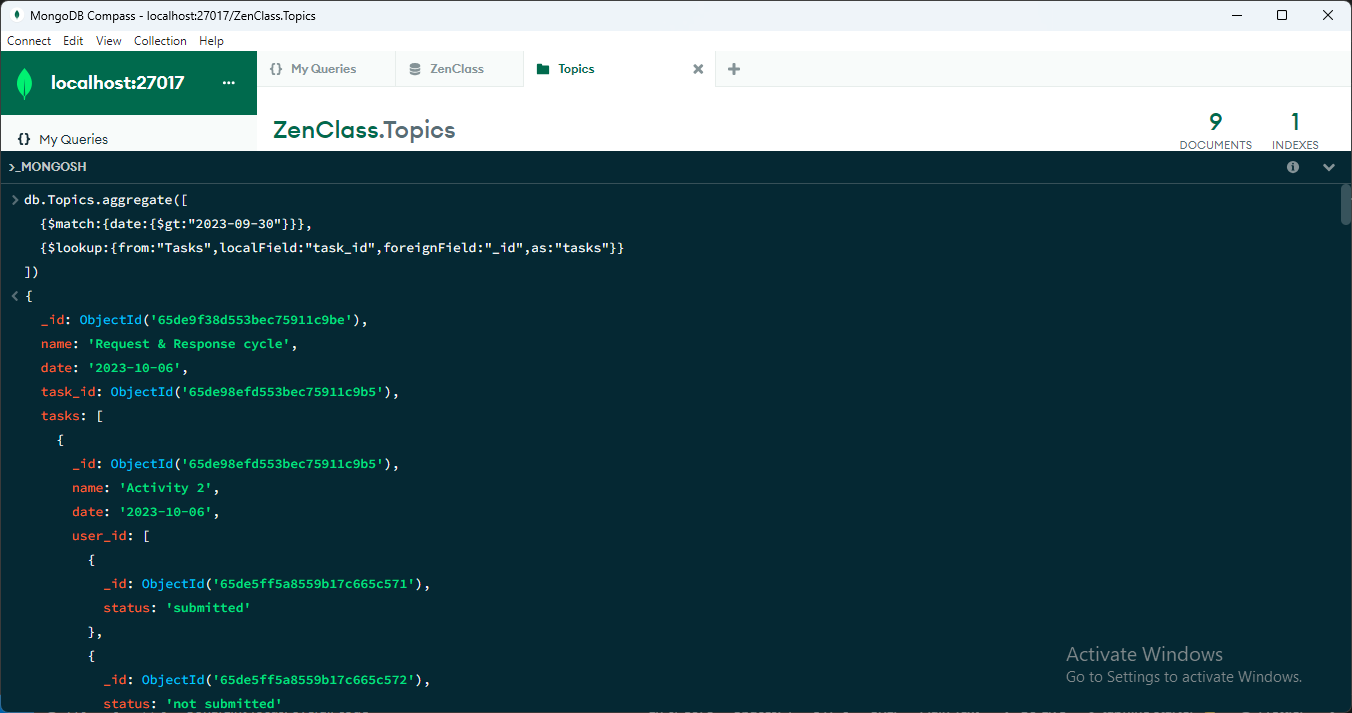 MongoDB Compass - localhost:27017/ZenClass.Topics
Connect Edit View Collection Help
localhost:27017 ...
{} My Queries ZenClass Topics
{} My Queries
ZenClass.Topics
9 1
DOCUMENTS INDEXES
>_MONGOSH
> db.Topics.aggregate([
{$match:{date:{$gt:"2023-09-30"}}},
{$lookup:{from:"Tasks",localField:"task_id",foreignField:"_id",as:"tasks"}}
])
< {
_id: ObjectId('65de9f38d553bec75911c9be'),
name: 'Request & Response cycle',
date: '2023-10-06',
task_id: ObjectId('65de98efd553bec75911c9b5'),
tasks: [
{
_id: ObjectId('65de98efd553bec75911c9b5'),
name: 'Activity 2',
date: '2023-10-06',
user_id: [
{
_id: ObjectId('65de5ff5a8559b17c665c571'),
status: 'submitted'
},
{
_id: ObjectId('65de5ff5a8559b17c665c572'),
status: 'not submitted'
Activate Windows
Go to Settings to activate Windows.